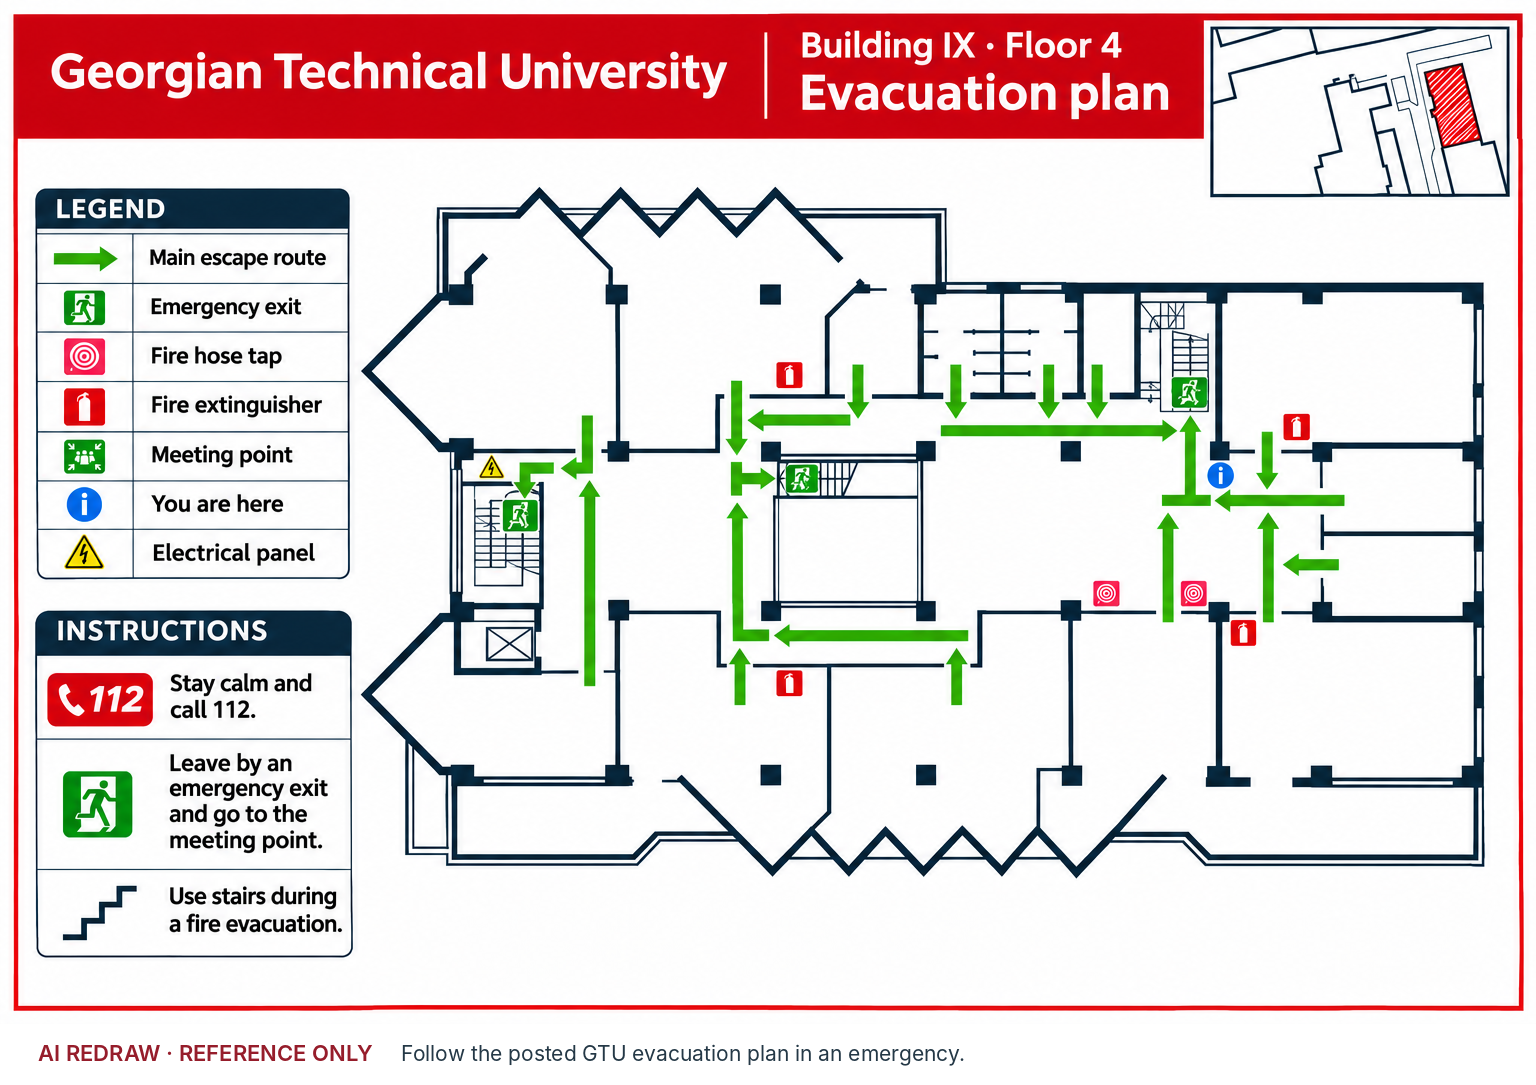 Georgian Technical University
Building IX · Floor 4
Evacuation plan
LEGEND
Main escape route
Emergency exit
Fire hose tap
Fire extinguisher
Meeting point
You are here
Electrical panel
INSTRUCTIONS
112
Stay calm and
call 112.
Leave by an
emergency exit
and go to the
meeting point.
Use stairs during
a fire evacuation.
AI REDRAW · REFERENCE ONLY Follow the posted GTU evacuation plan in an emergency.